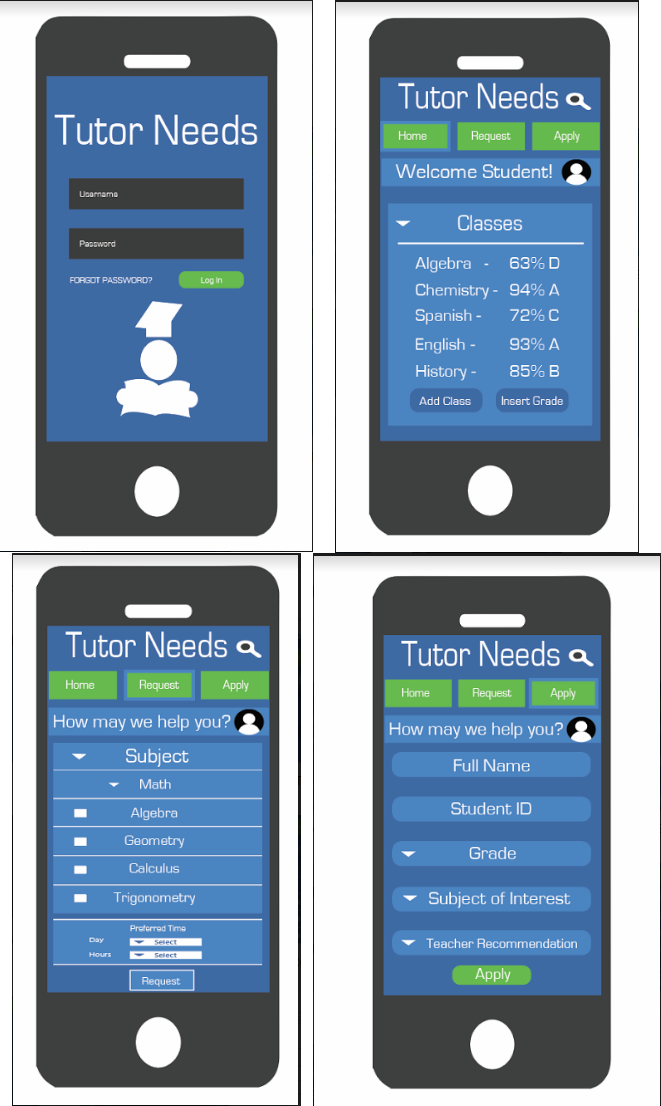 Tutor Needs
Username
Password
FORGOT PASSWORD? Log In
Tutor Needs
Home Request Apply
Welcome Student!
Classes
Algebra - 63% D
Chemistry - 94% A
Spanish - 72% C
English - 93% A
History - 85% B
Add Class Insert Grade
Tutor Needs
Home Request Apply
How may we help you?
Subject
Math
Algebra
Geometry
Calculus
Trigonometry
Preferred Time
Day Select
Hours Select
Request
Tutor Needs
Home Request Apply
How may we help you?
Full Name
Student ID
Grade
Subject of Interest
Teacher Recommendation
Apply